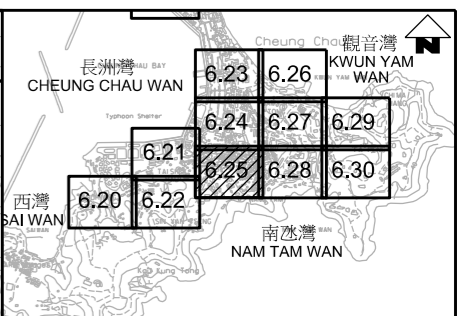 Cheung Chau
觀音灣
KWUN YAM
WAN
N
長洲灣
CHEUNG CHAU WAN
6.23
6.26
Typhoon Shelter
6.24
6.27
6.29
6.21
6.25
6.28
6.30
西灣
SAI WAN
6.20
6.22
南氹灣
NAM TAM WAN